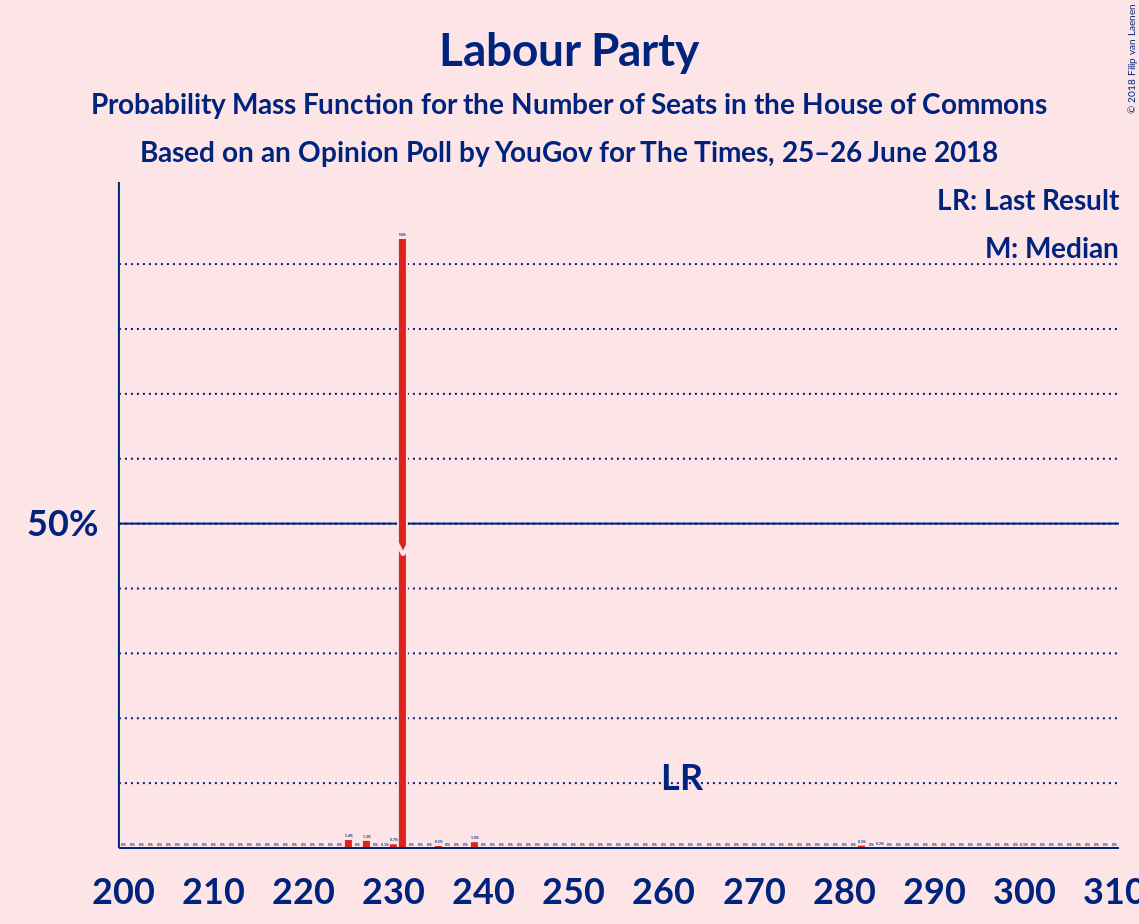 Labour Party
Probability Mass Function for the Number of Seats in the House of Commons
Based on an Opinion Poll by YouGov for The Times, 25–26 June 2018
© 2018 Filip van Laenen
LR: Last Result
M: Median
50%
LR
200 210 220 230 240 250 260 270 280 290 300 310